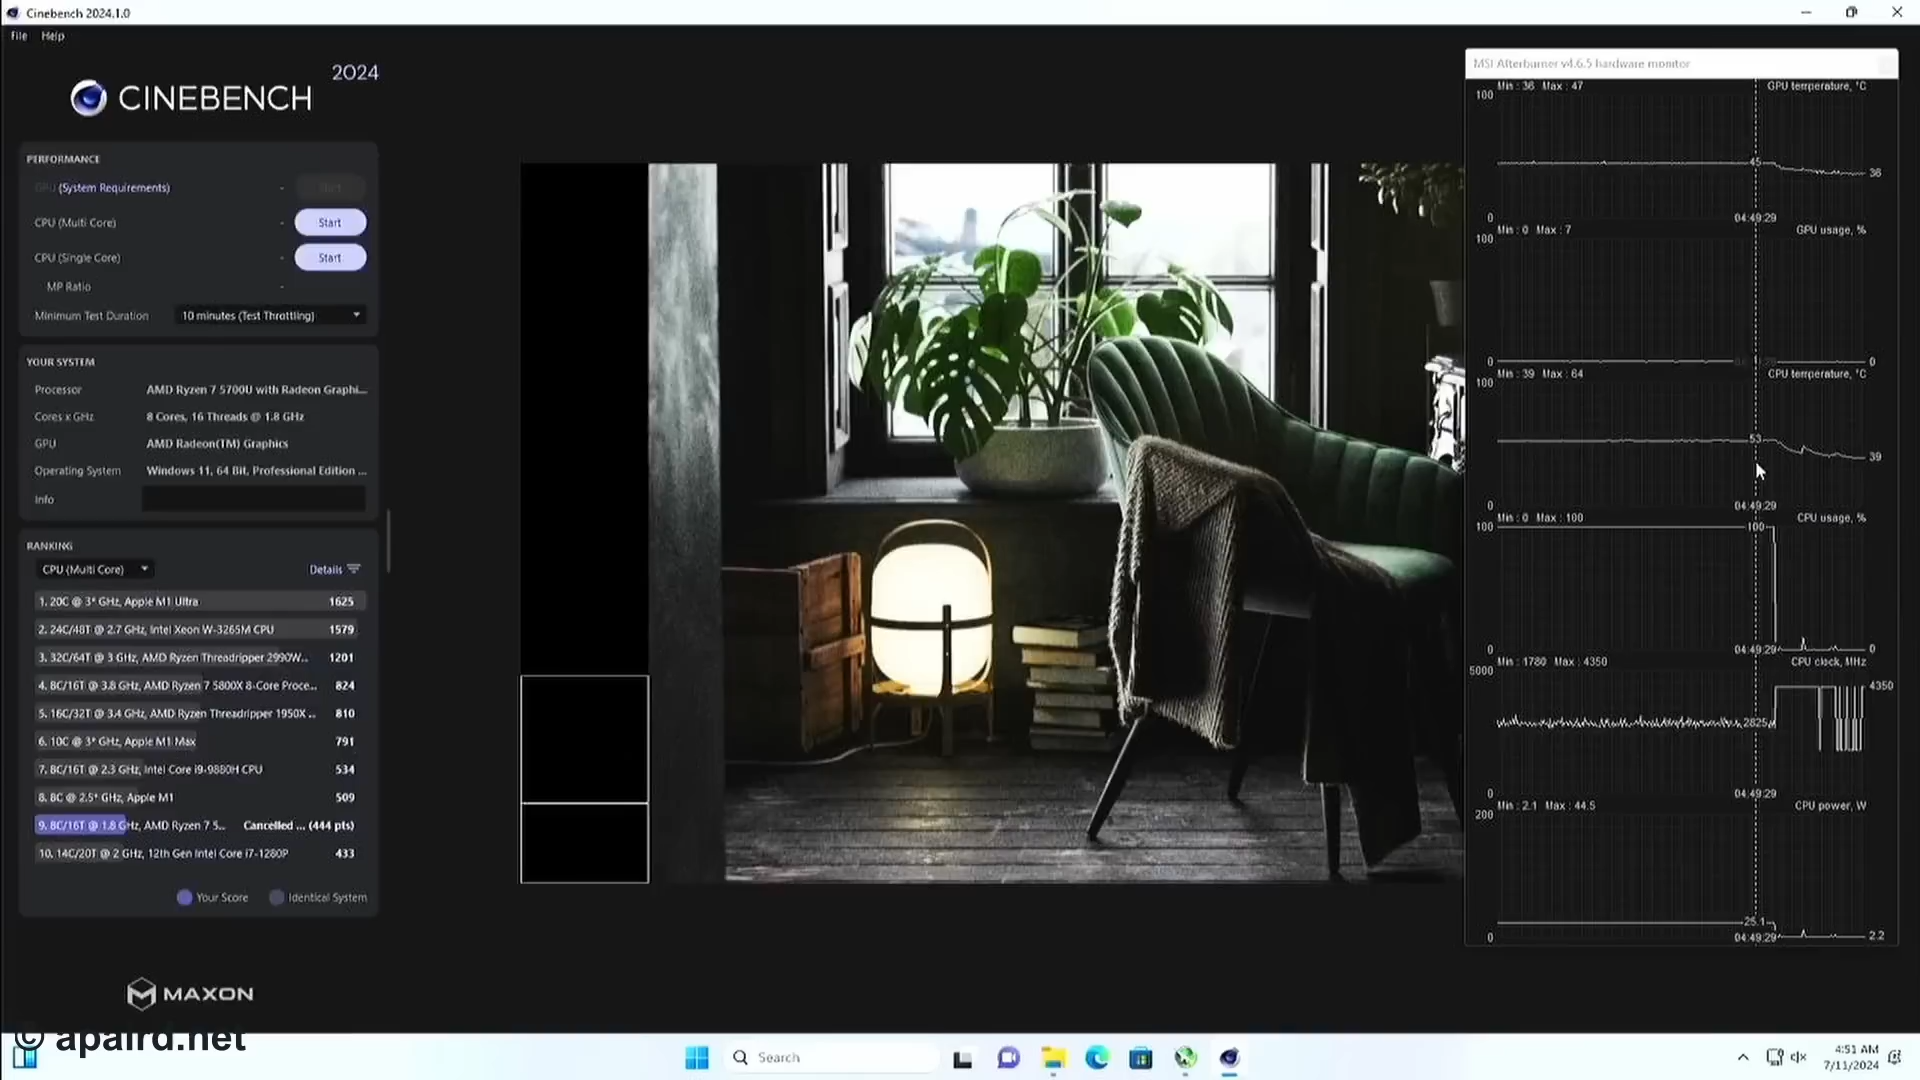 Cinebench 2024.1.0
File Help
2024
CINEBENCH
PERFORMANCE
GPU (System Requirements) - Start
CPU (Multi Core) - Start
CPU (Single Core) - Start
MP Ratio -
Minimum Test Duration 10 minutes (Test Throttling)
YOUR SYSTEM
Processor AMD Ryzen 7 5700U with Radeon Graphi...
Cores x GHz 8 Cores, 16 Threads @ 1.8 GHz
GPU AMD Radeon(TM) Graphics
Operating System Windows 11, 64 Bit, Professional Edition ...
Info
RANKING
CPU (Multi Core) Details
1. 20C @ 3* GHz, Apple M1 Ultra 1625
2. 24C/48T @ 2.7 GHz, Intel Xeon W-3265M CPU 1579
3. 32C/64T @ 3 GHz, AMD Ryzen Threadripper 2990W... 1201
4. 8C/16T @ 3.8 GHz, AMD Ryzen 7 5800X 8-Core Proce... 824
5. 16C/32T @ 3.4 GHz, AMD Ryzen Threadripper 1950X ... 810
6. 10C @ 3* GHz, Apple M1 Max 791
7. 8C/16T @ 2.3 GHz, Intel Core i9-9880H CPU 534
8. 8C @ 2.5* GHz, Apple M1 509
9. 8C/16T @ 1.8 GHz, AMD Ryzen 7 5... Cancelled ... (444 pts)
10. 14C/20T @ 2 GHz, 12th Gen Intel Core i7-1280P 433
Your Score Identical System
MAXON
© apalrd.net
MSI Afterburner v4.6.5 hardware monitor
Min : 36 Max : 47 GPU temperature, °C
100
45
36
0 04:49:29
Min : 0 Max : 7 GPU usage, %
100
0 0
Min : 39 Max : 64 CPU temperature, °C
100
53
39
0 04:49:29
Min : 0 Max : 100 CPU usage, %
100 100
0 04:49:29 0
Min : 1780 Max : 4350 CPU clock, MHz
5000
4350
2825
0 04:49:29
Min : 2.1 Max : 44.5 CPU power, W
200
25.1
0 04:49:29 2.2
Search
4:51 AM
7/11/2024